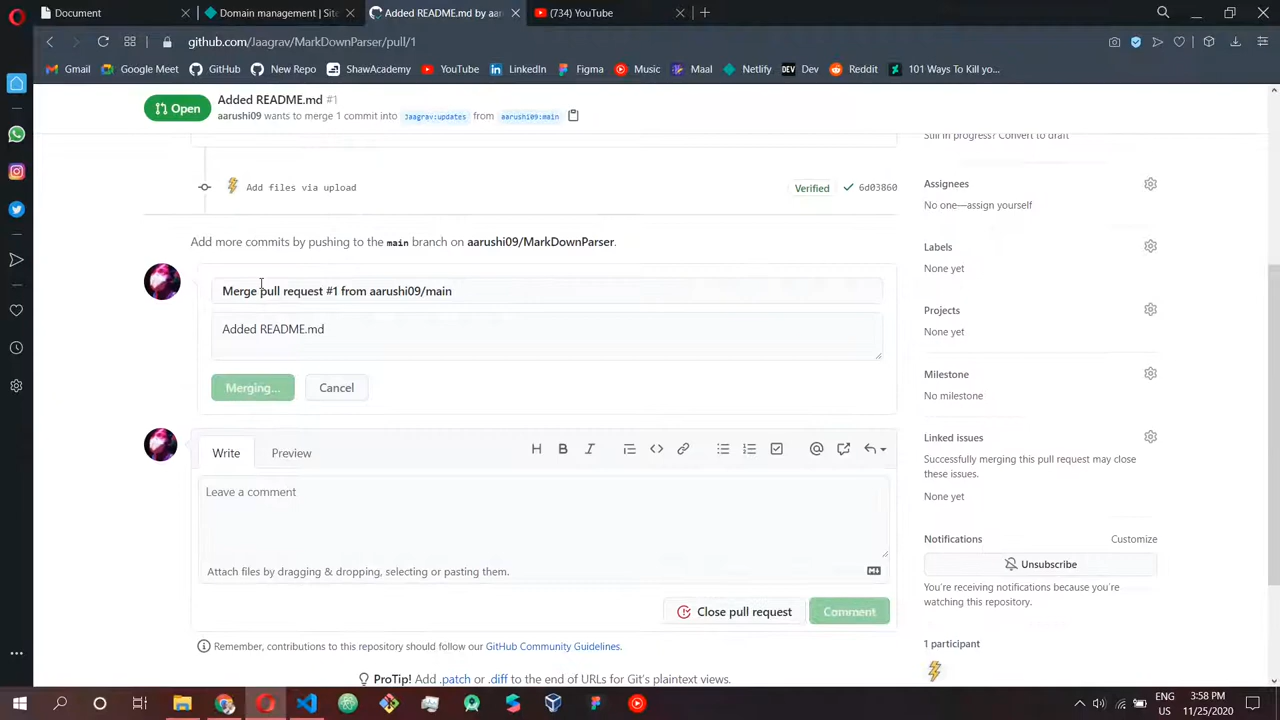 Document
Domain management | Sit
Added README.md by aar
(734) YouTube
github.com/Jaagrav/MarkDownParser/pull/1
Gmail
Google Meet
GitHub
New Repo
ShawAcademy
YouTube
LinkedIn
Figma
Music
Maal
Netlify
DEV Dev
Reddit
101 Ways To Kill yo...
Open
Added README.md #1
aarushi09 wants to merge 1 commit into Jaagrav:updates from aarushi09:main
Still in progress? Convert to draft
Add files via upload
Verified
6d03860
Add more commits by pushing to the main branch on aarushi09/MarkDownParser.
Merge pull request #1 from aarushi09/main
Added README.md
Merging...
Cancel
Write
Preview
H B I
Leave a comment
Attach files by dragging & dropping, selecting or pasting them.
Close pull request
Comment
Remember, contributions to this repository should follow our GitHub Community Guidelines.
ProTip! Add .patch or .diff to the end of URLs for Git's plaintext views.
Assignees
No one—assign yourself
Labels
None yet
Projects
None yet
Milestone
No milestone
Linked issues
Successfully merging this pull request may close
these issues.
None yet
Notifications
Customize
Unsubscribe
You're receiving notifications because you're
watching this repository.
1 participant
ENG
US
3:58 PM
11/25/2020